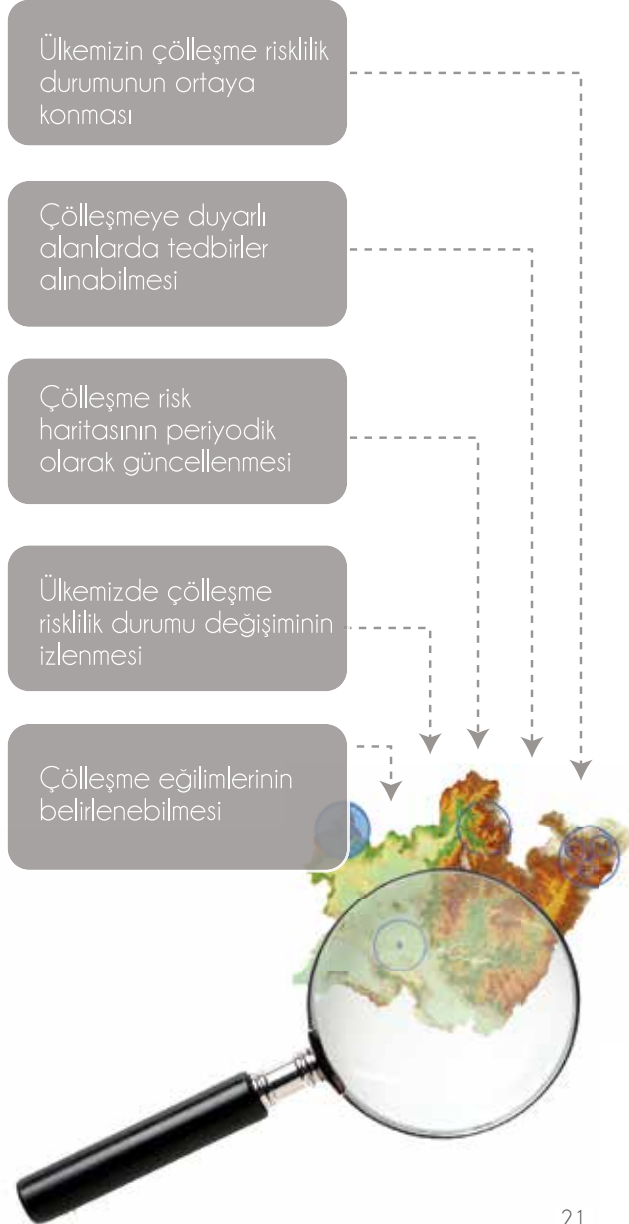 Ülkemizin çölleşme risklilik
durumunun ortaya
konması
Çölleşmeye duyarlı
alanlarda tedbirler
alınabilmesi
Çölleşme risk
haritasının periyodik
olarak güncellenmesi
Ülkemizde çölleşme
risklilik durumu değişiminin
izlenmesi
Çölleşme eğilimlerinin
belirlenebilmesi
21